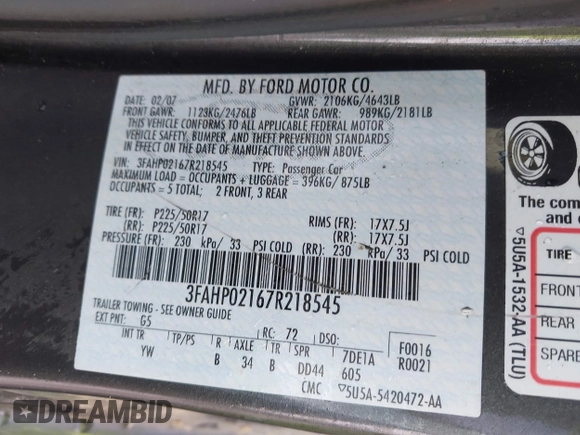 MFD. BY FORD MOTOR CO.
DATE: 02/07 GVWR: 2106KG/4643LB
FRONT GAWR: 1123KG/2476LB REAR GAWR: 989KG/2181LB
THIS VEHICLE CONFORMS TO ALL APPLICABLE FEDERAL MOTOR
VEHICLE SAFETY, BUMPER, AND THEFT PREVENTION STANDARDS
IN EFFECT ON THE DATE OF MANUFACTURE SHOWN ABOVE.
VIN: 3FAHP02167R218545 TYPE: Passenger Car
MAXIMUM LOAD = OCCUPANTS + LUGGAGE = 396KG/ 875LB
OCCUPANTS = 5 TOTAL; 2 FRONT, 3 REAR
TIRE (FR): P225/50R17 RIMS (FR): 17X7.5J
(RR): P225/50R17 (RR): 17X7.5J
PRESSURE (FR): 230 kPa/ 33 PSI COLD (RR): 230 kPa/ 33 PSI COLD
3FAHP02167R218545
TRAILER TOWING - SEE OWNER GUIDE
EXT PNT: G5 RC: 72 DSO: F0016
INT TR TP/PS R AXLE TR SPR 7DE1A R0021
YW B 34 B DD44 605
CMC 5U5A-5420472-AA
5U5A-1532-AA (TLU)
The com
and c
TIRE
FRONT
REAR
SPARE
DREAMBID